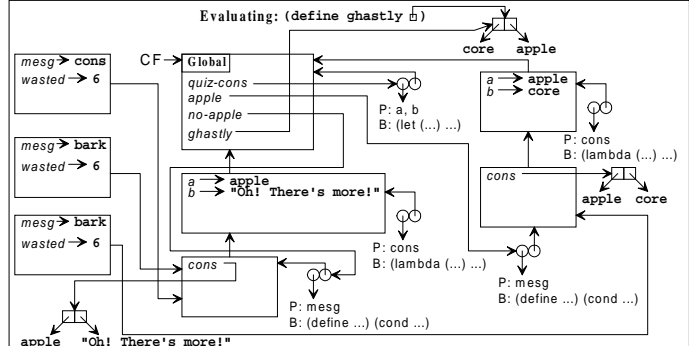 Evaluating: (define ghastly □)
core apple
mesg → cons
wasted → 6
CF → Global
quiz-cons
apple
no-apple
ghastly
P: a, b
B: (let (...) ...)
a → apple
b → core
P: cons
B: (lambda (...) ...)
mesg → bark
wasted → 6
a → apple
b → "Oh! There's more!"
P: cons
B: (lambda (...) ...)
cons
apple core
mesg → bark
wasted → 6
cons
P: mesg
B: (define ...) (cond ...)
P: mesg
B: (define ...) (cond ...)
apple "Oh! There's more!"